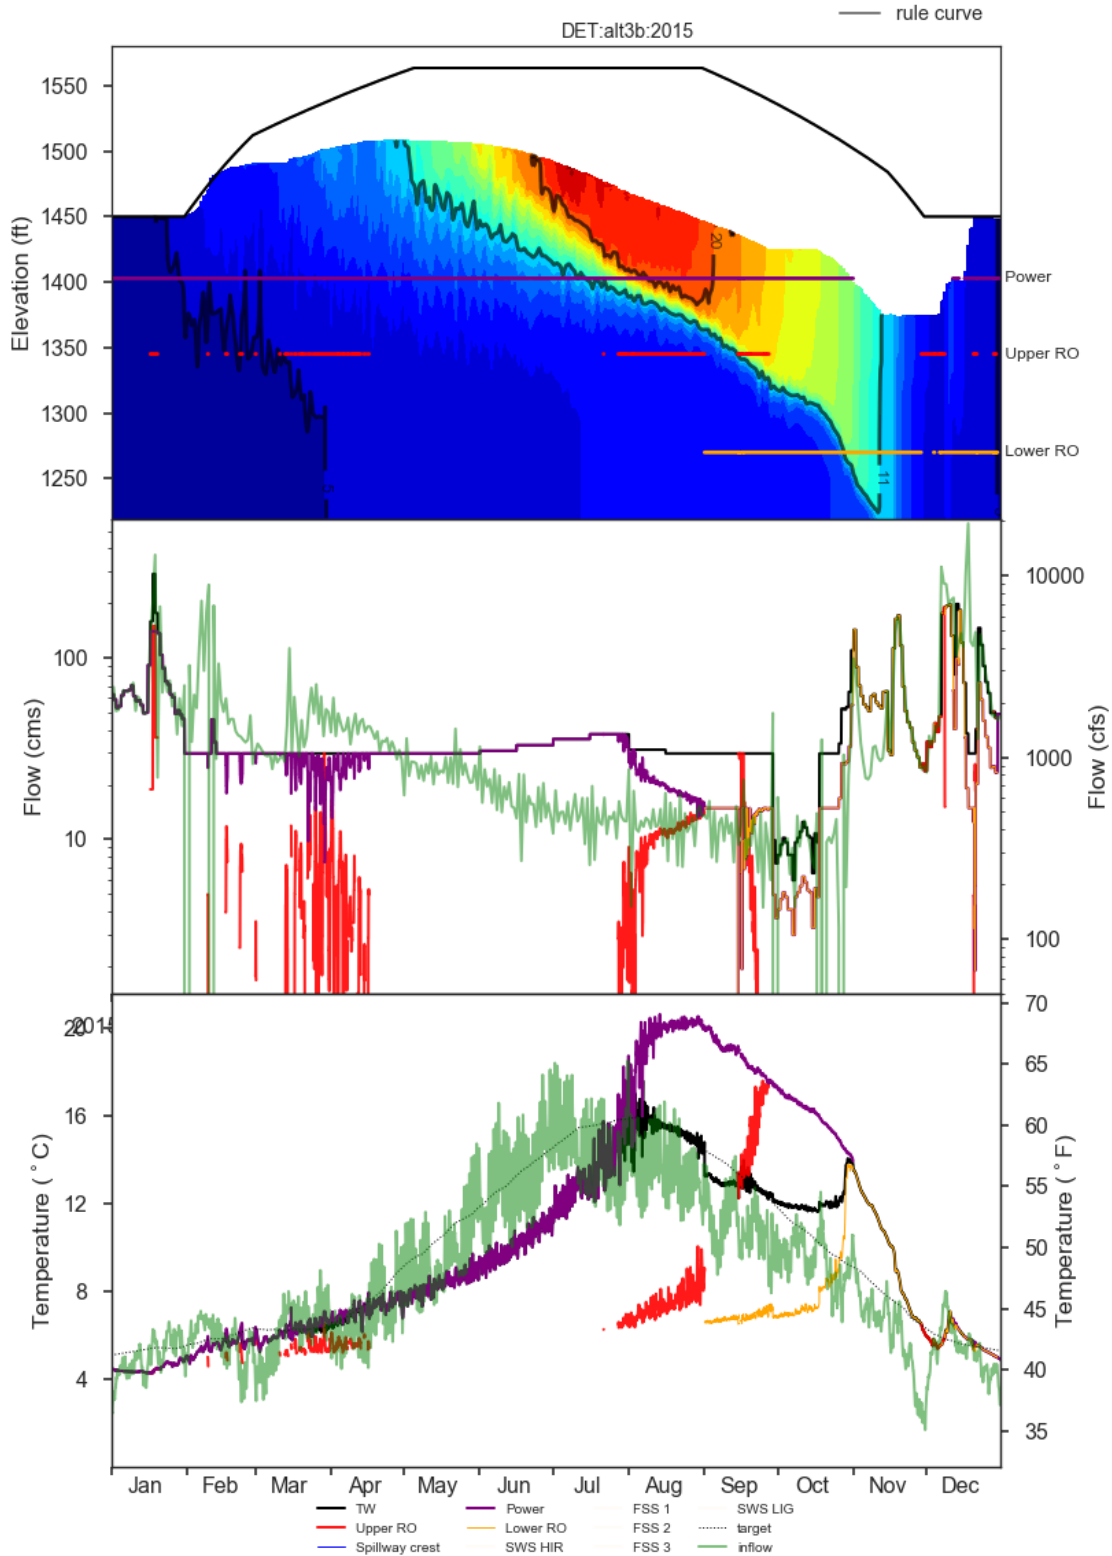 rule curve
DET:alt3b:2015
1550
1500
1450
1400
1350
1300
1250
Elevation (ft)
20
11
Power
Upper RO
Lower RO
100
10
Flow (cms)
10000
1000
100
Flow (cfs)
2015
20
16
12
8
4
Temperature (°C)
70
65
60
55
50
45
40
35
Temperature (°F)
Jan Feb Mar Apr May Jun Jul Aug Sep Oct Nov Dec
TW Power FSS 1 SWS LIG
Upper RO Lower RO FSS 2 target
Spillway crest SWS HIR FSS 3 inflow